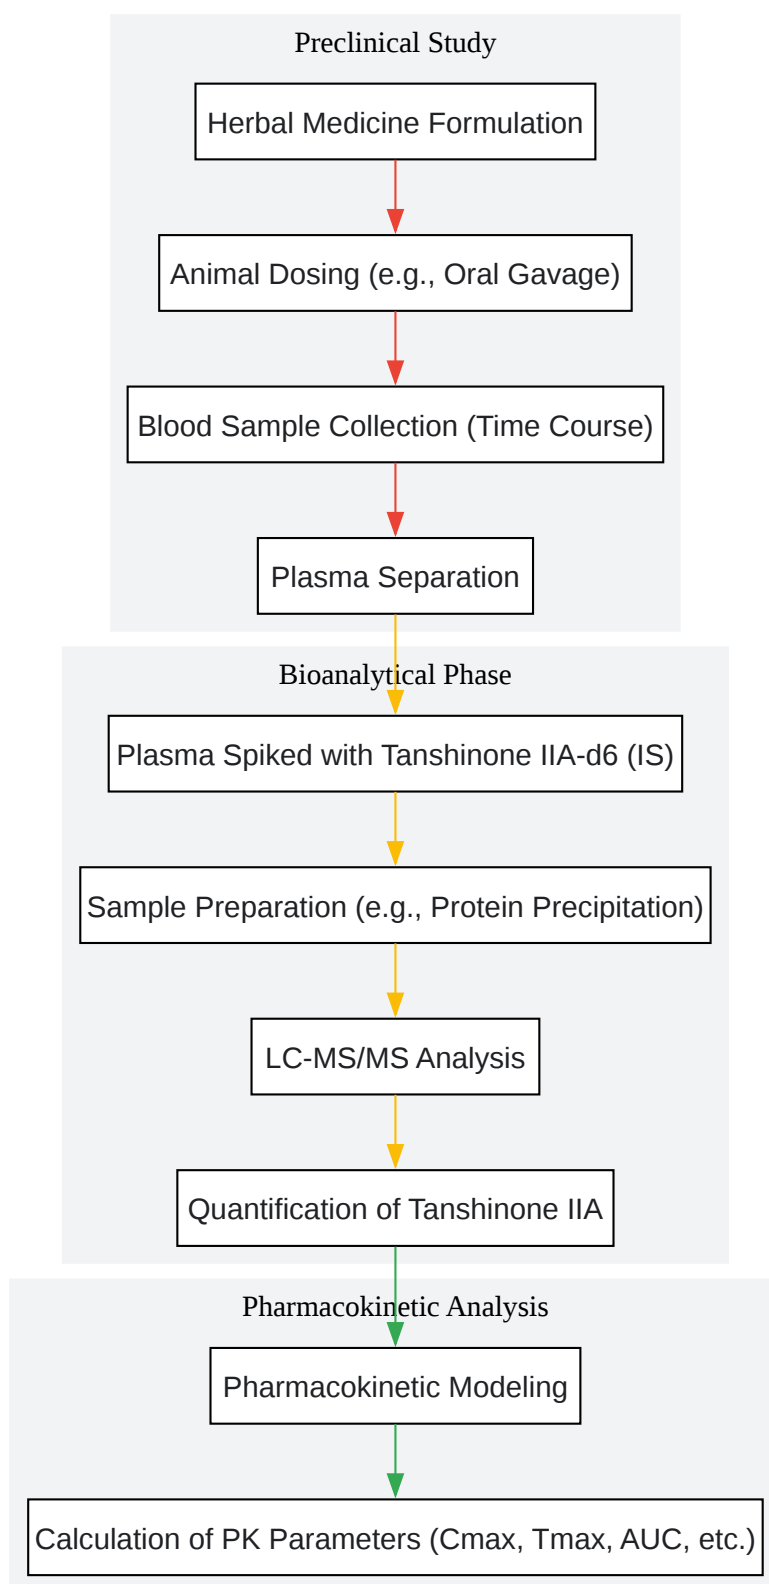 Preclinical Study
Herbal Medicine Formulation
Animal Dosing (e.g., Oral Gavage)
Blood Sample Collection (Time Course)
Plasma Separation
Bioanalytical Phase
Plasma Spiked with Tanshinone IIA-d6 (IS)
Sample Preparation (e.g., Protein Precipitation)
LC-MS/MS Analysis
Quantification of Tanshinone IIA
Pharmacokinetic Analysis
Pharmacokinetic Modeling
Calculation of PK Parameters (Cmax, Tmax, AUC, etc.)